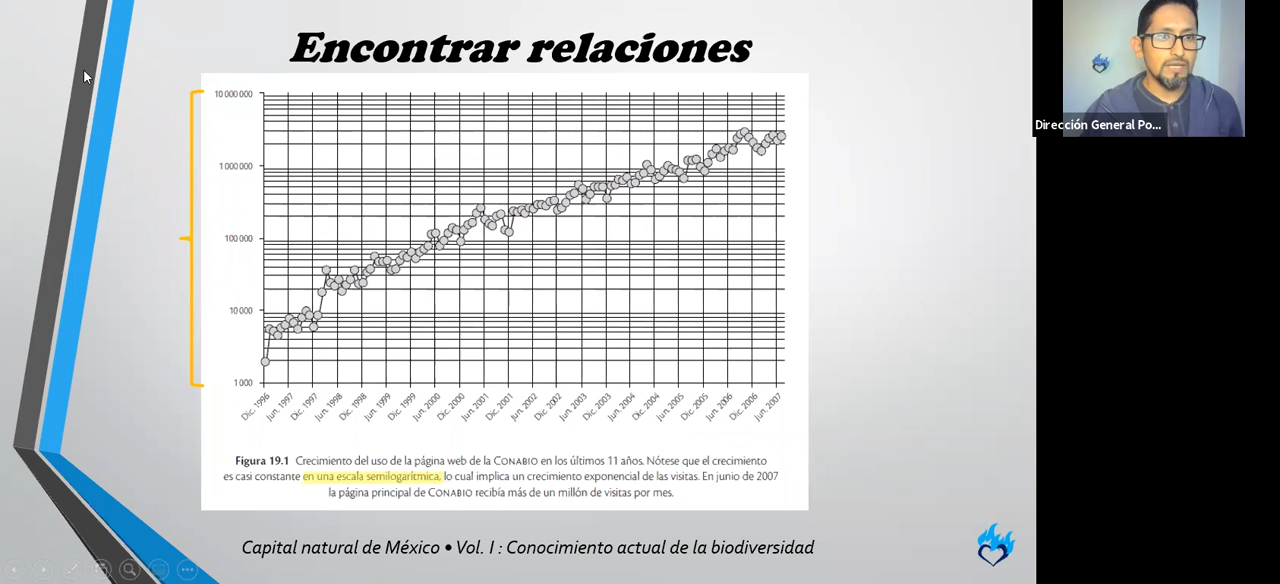 Encontrar relaciones
10 000 000
1 000 000
100 000
10 000
1 000
Dic. 1996
Jun. 1997
Dic. 1997
Jun. 1998
Dic. 1998
Jun. 1999
Dic. 1999
Jun. 2000
Dic. 2000
Jun. 2001
Dic. 2001
Jun. 2002
Dic. 2002
Jun. 2003
Dic. 2003
Jun. 2004
Dic. 2004
Jun. 2005
Dic. 2005
Jun. 2006
Dic. 2006
Jun. 2007
Figura 19.1 Crecimiento del uso de la página web de la CONABIO en los últimos 11 años. Nótese que el crecimiento
es casi constante en una escala semilogarítmica, lo cual implica un crecimiento exponencial de las visitas. En junio de 2007
la página principal de CONABIO recibía más de un millón de visitas por mes.
Capital natural de México • Vol. I : Conocimiento actual de la biodiversidad
Dirección General Po...